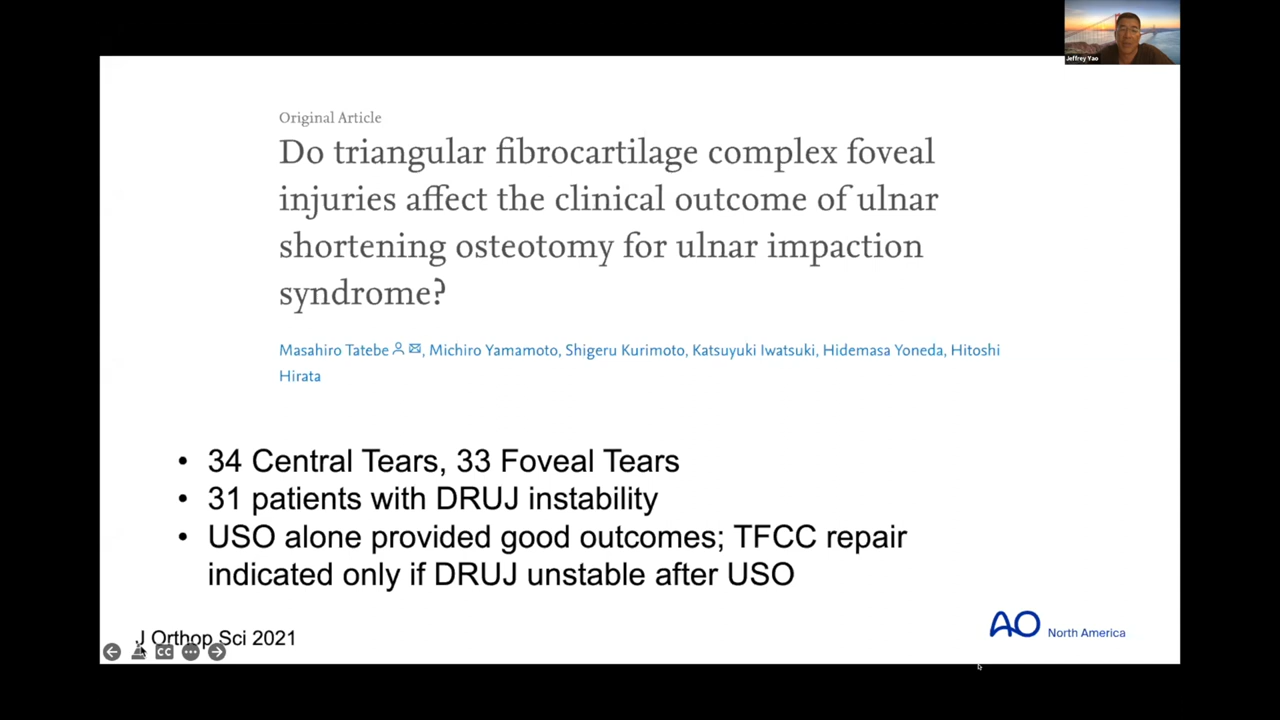 Jeffrey Yao
Original Article
Do triangular fibrocartilage complex foveal
injuries affect the clinical outcome of ulnar
shortening osteotomy for ulnar impaction
syndrome?
Masahiro Tatebe, Michiro Yamamoto, Shigeru Kurimoto, Katsuyuki Iwatsuki, Hidemasa Yoneda, Hitoshi
Hirata
• 34 Central Tears, 33 Foveal Tears
• 31 patients with DRUJ instability
• USO alone provided good outcomes; TFCC repair
indicated only if DRUJ unstable after USO
J Orthop Sci 2021
CC
AO North America